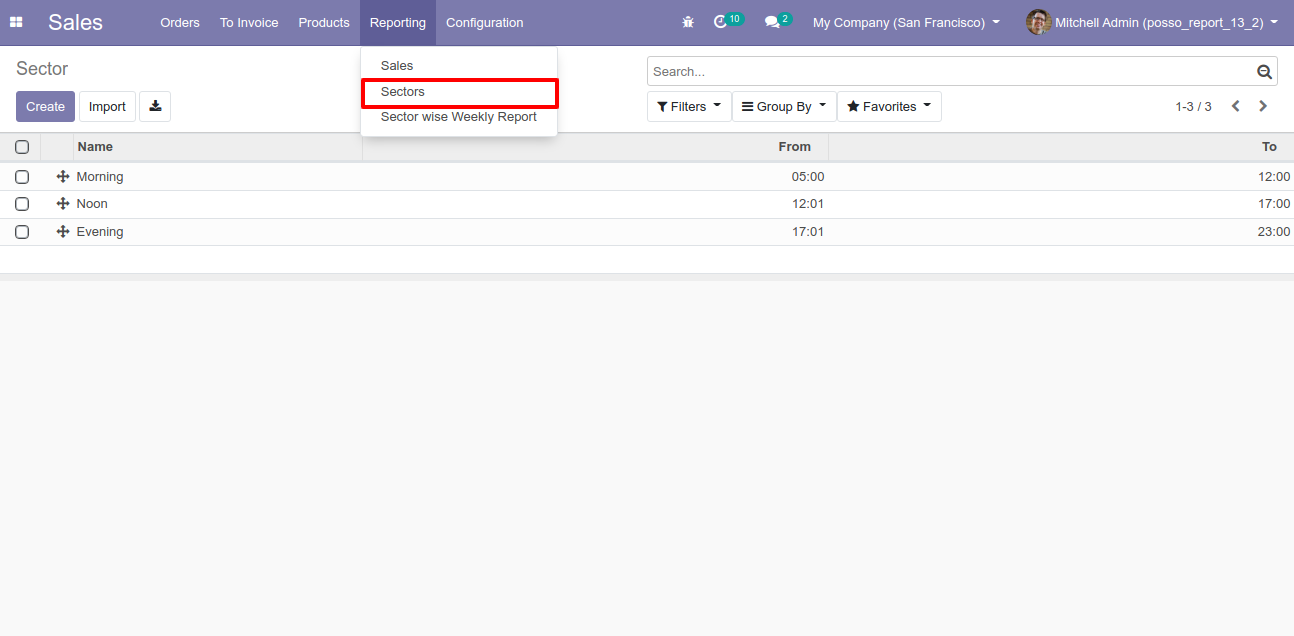 Sales Orders To Invoice Products Reporting Configuration 10 2 My Company (San Francisco) Mitchell Admin (posso_report_13_2)
Sector
Sales
Sectors
Sector wise Weekly Report
Search...
Create Import
Filters Group By Favorites 1-3 / 3
Name From To
Morning 05:00 12:00
Noon 12:01 17:00
Evening 17:01 23:00